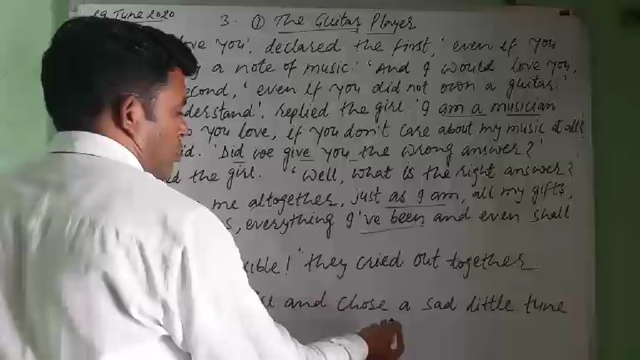 29 June 2020
3. ① The Guitar Player
love you'. declared the first,' even if you
a note of music.' 'And I would love you,
econd,' even if you did not own a guitar.'
derstand'. replied the girl. 'I am a musician
you love, if you don't care about my music at all?
id. 'Did we give you the wrong answer?'
d the girl. 'Well, what is the right answer?'
me altogether, just as I am, all my gifts,
s, everything I've been and even shall
ible!' they cried out together
and chose a sad little tune